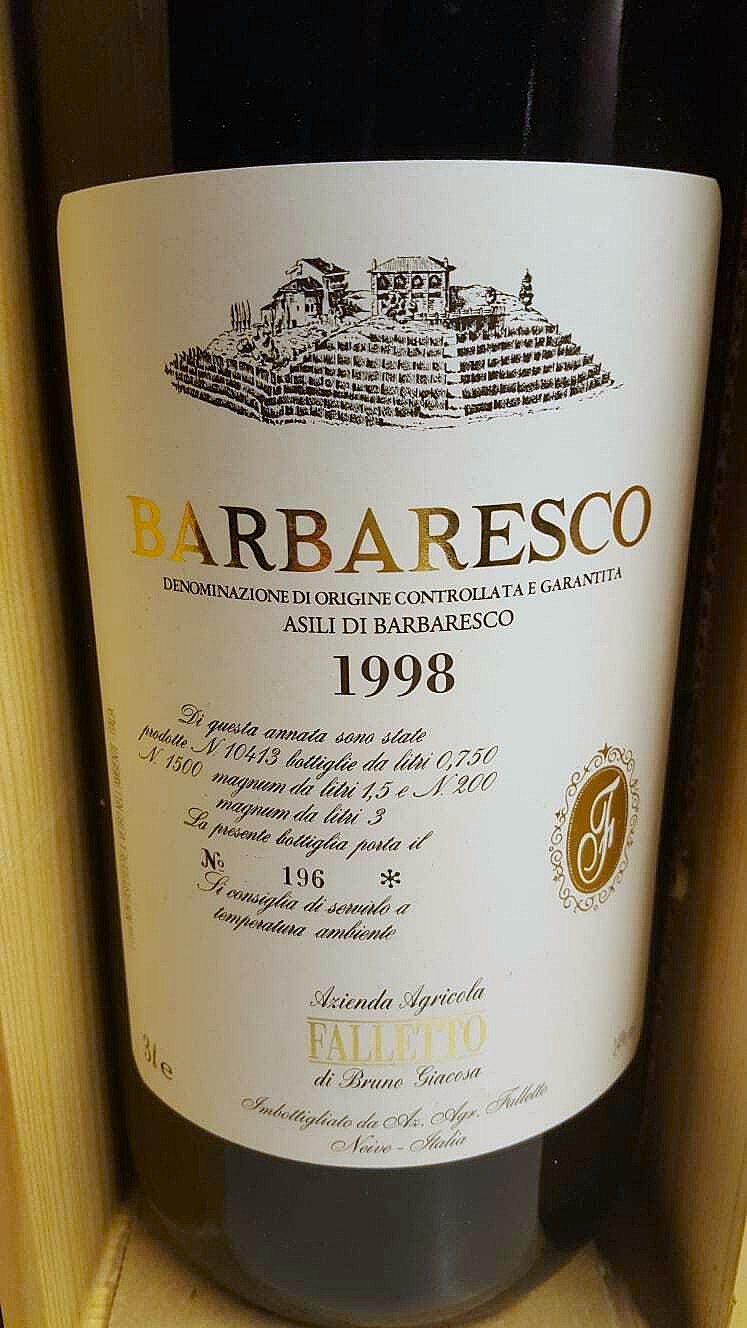 BARBARESCO
DENOMINAZIONE DI ORIGINE CONTROLLATA E GARANTITA
ASILI DI BARBARESCO
1998
Di questa annata sono state
prodotte N 10413 bottiglie da litri 0,750
N. 1500 magnum da litri 1,5 e N. 200
magnum da litri 3
La presente bottiglia porta il
No 196 *
Si consiglia di servirlo a
temperatura ambiente
F
Azienda Agricola
FALLETTO
di Bruno Giacosa
3le
Imbottigliato da Az. Agr. Falletto
Neive - Italia